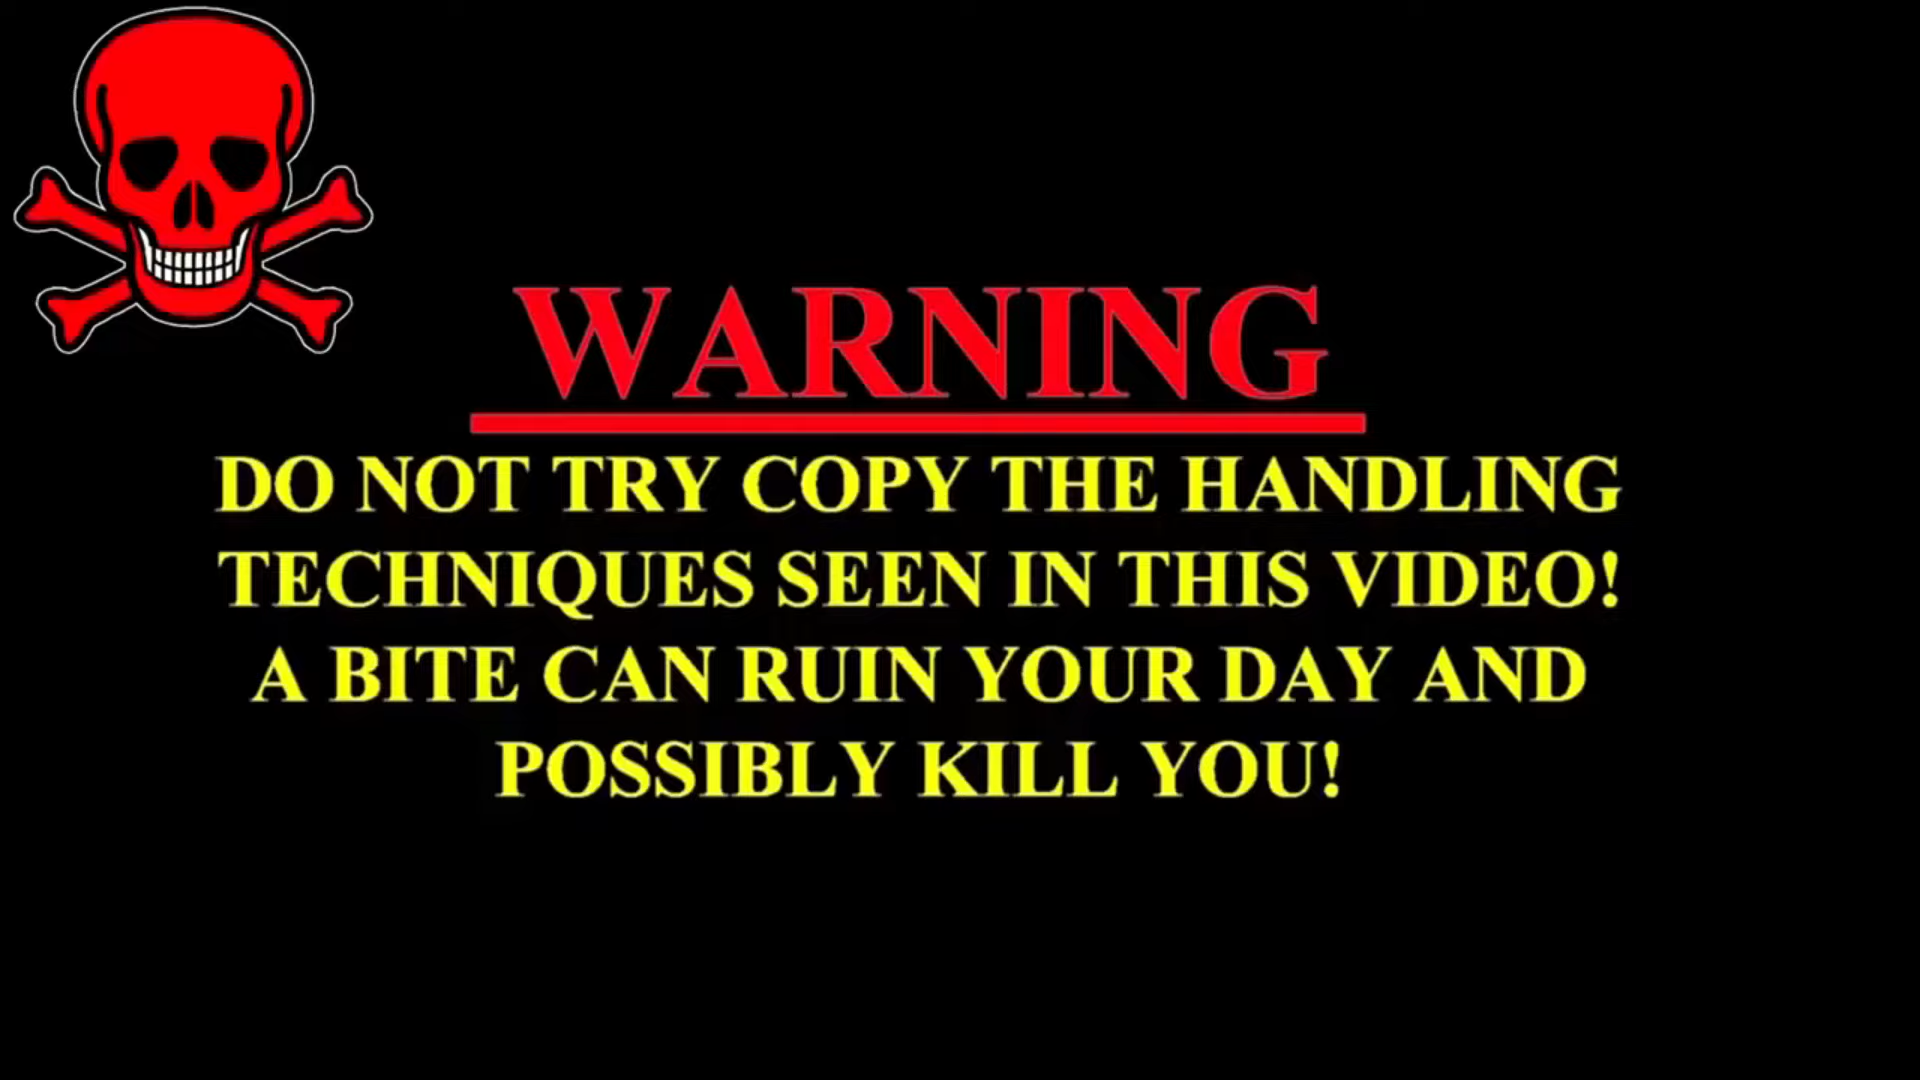 WARNING
DO NOT TRY COPY THE HANDLING
TECHNIQUES SEEN IN THIS VIDEO!
A BITE CAN RUIN YOUR DAY AND
POSSIBLY KILL YOU!